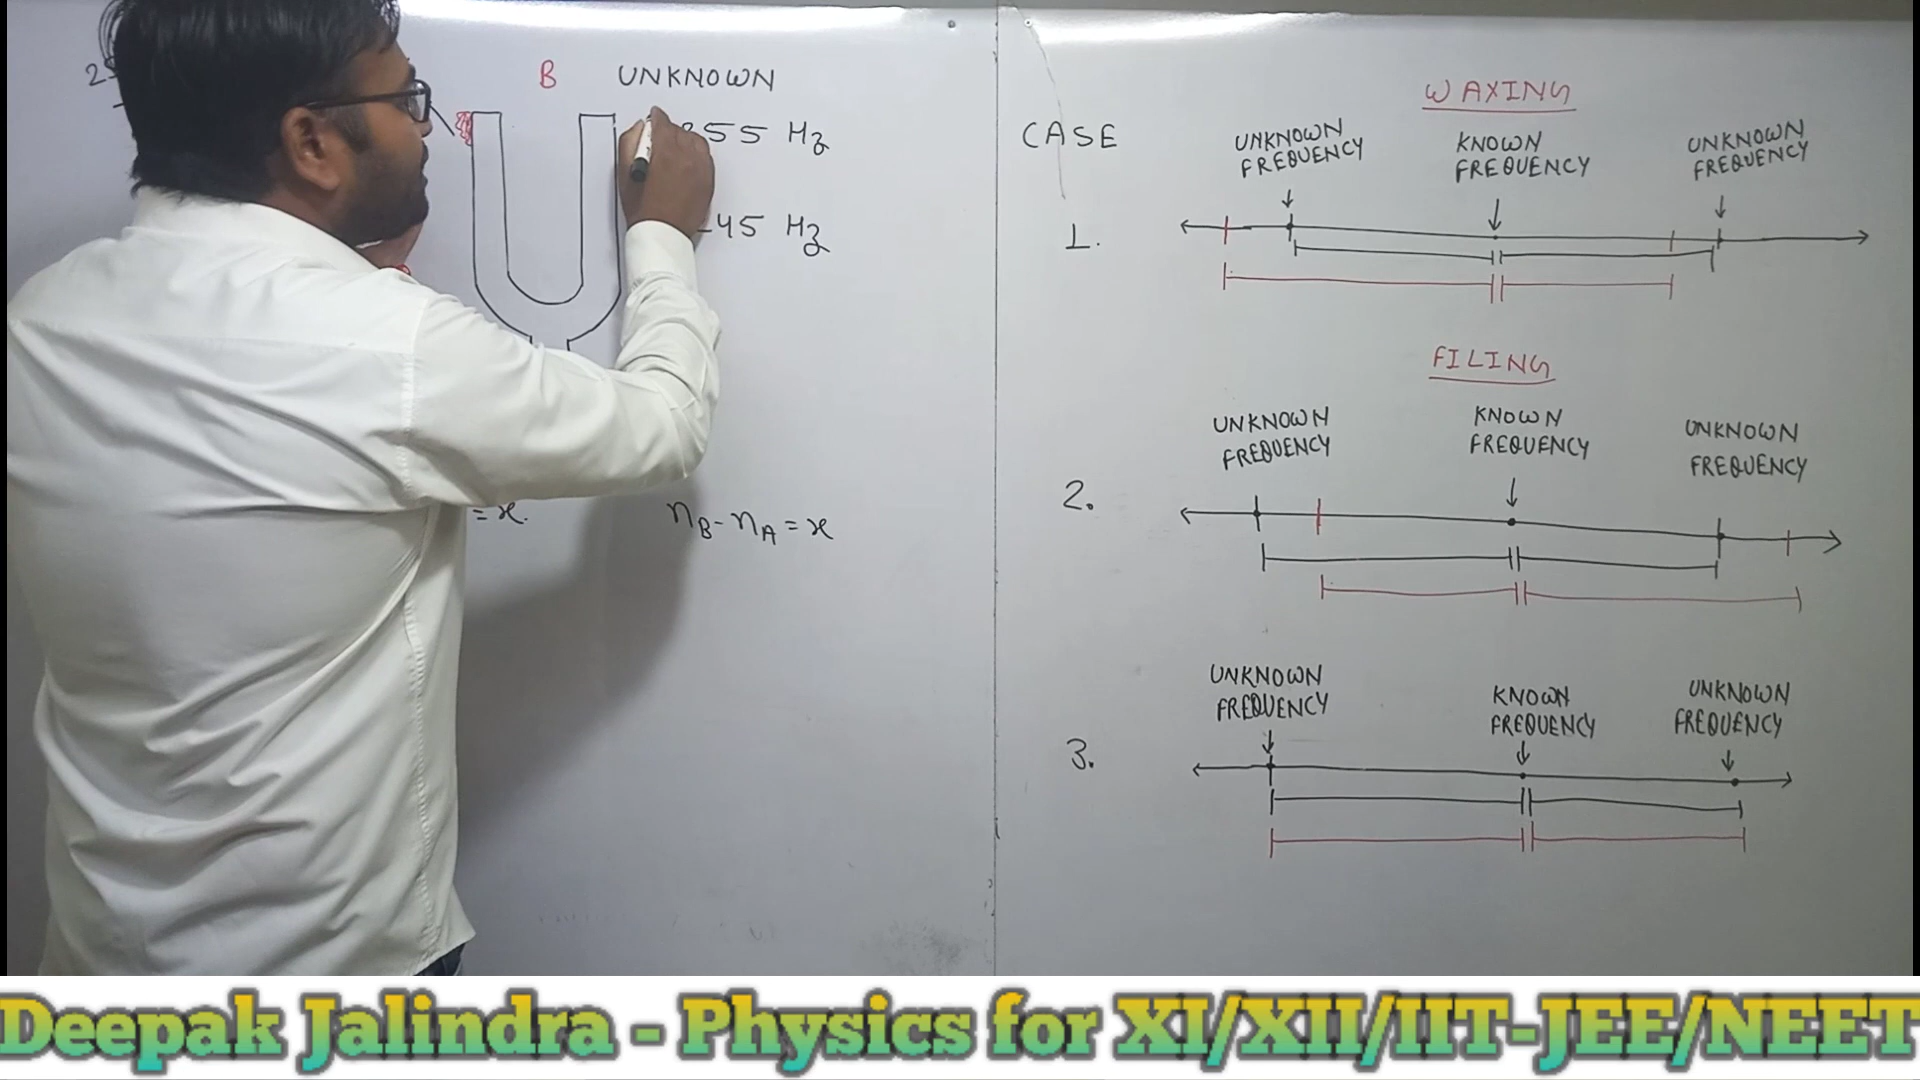 B UNKNOWN
55 Hz
45 Hz
= x.
nB - nA = x
WAXING
CASE
UNKNOWN FREQUENCY
KNOWN FREQUENCY
UNKNOWN FREQUENCY
1.
FILING
UNKNOWN FREQUENCY
KNOWN FREQUENCY
UNKNOWN FREQUENCY
2.
UNKNOWN FREQUENCY
KNOWN FREQUENCY
UNKNOWN FREQUENCY
3.
Deepak Jalindra - Physics for XI/XII/IIT-JEE/NEET